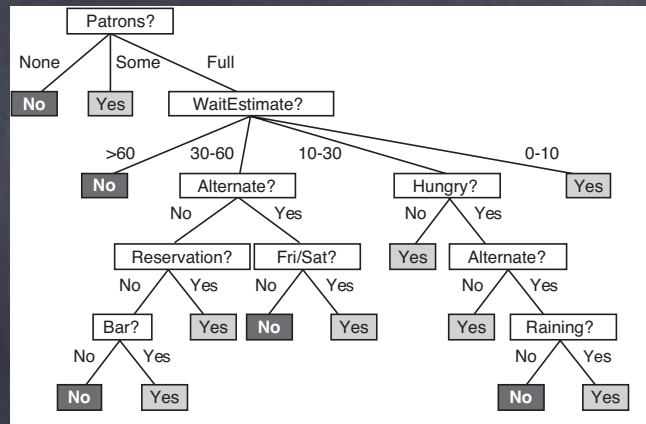 Patrons?
None Some Full
No Yes WaitEstimate?
>60 30-60 10-30 0-10
No Alternate? Hungry? Yes
No Yes No Yes
Reservation? Fri/Sat? Yes Alternate?
No Yes No Yes No Yes
Bar? Yes No Yes Yes Raining?
No Yes No Yes
No Yes No Yes